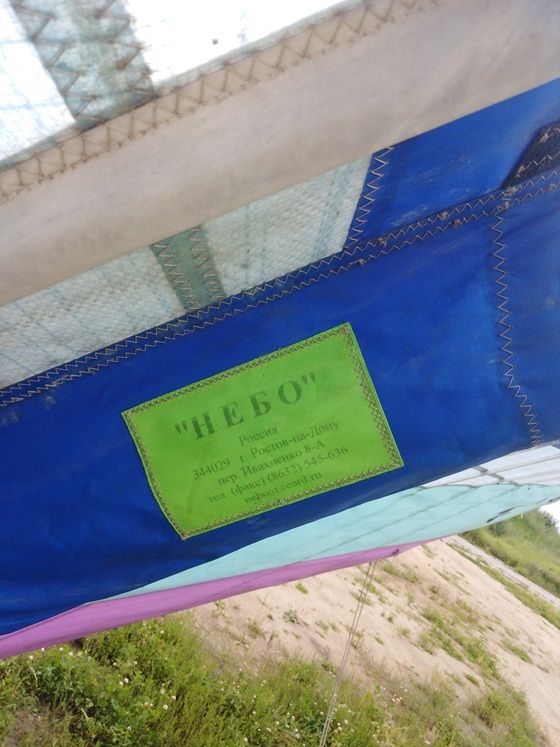 "НЕБО"
Россия
344029 г. Ростов-на-Дону
пер. Ивахненко 8-А
тел. (факс) (8632) 545-636